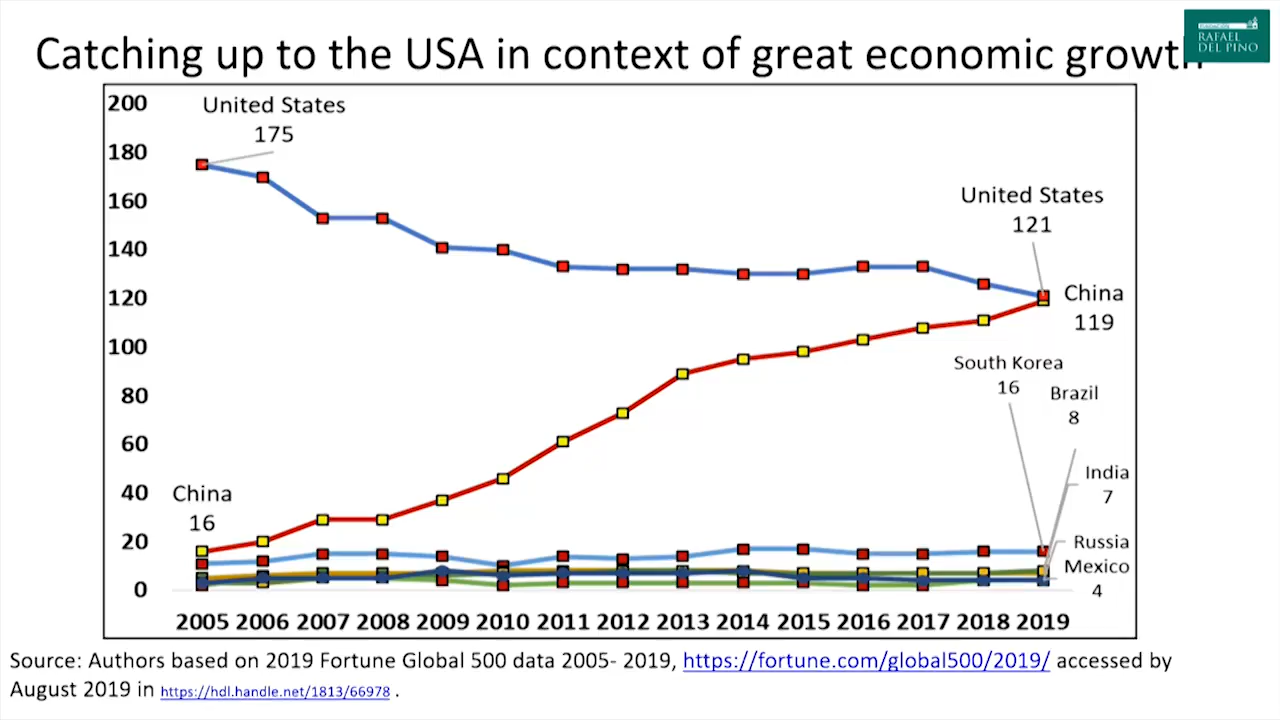 Catching up to the USA in context of great economic growth
RAFAEL
DEL PINO
200
180
160
140
120
100
80
60
40
20
0
United States
175
United States
121
China
119
South Korea
16
Brazil
8
India
7
Russia
Mexico
4
China
16
2005 2006 2007 2008 2009 2010 2011 2012 2013 2014 2015 2016 2017 2018 2019
Source: Authors based on 2019 Fortune Global 500 data 2005- 2019, https://fortune.com/global500/2019/ accessed by
August 2019 in https://hdl.handle.net/1813/66978 .